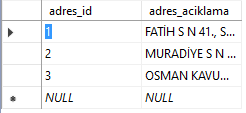 adres_id adres_aciklama
1 FATİH S N 41., S...
2 MURADİYE S N ...
3 OSMAN KAVU...
NULL NULL